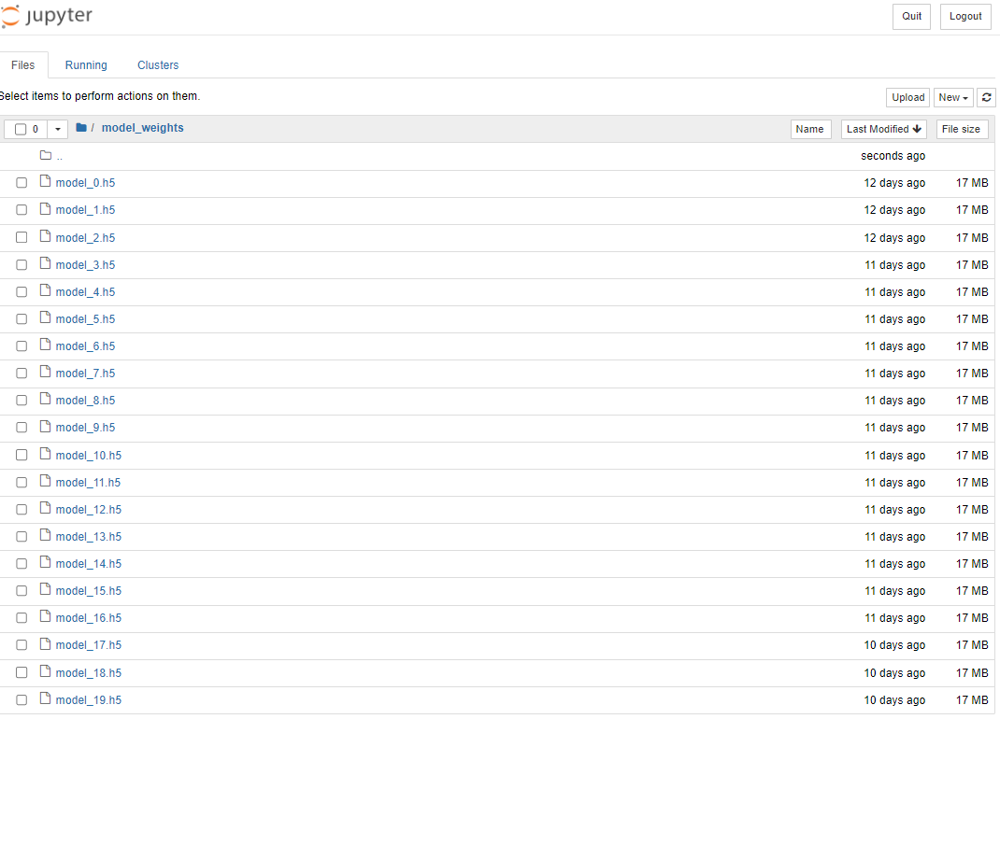 jupyter Quit Logout
Files Running Clusters
Select items to perform actions on them. Upload New
0 / model_weights Name Last Modified File size
.. seconds ago
model_0.h5 12 days ago 17 MB
model_1.h5 12 days ago 17 MB
model_2.h5 12 days ago 17 MB
model_3.h5 11 days ago 17 MB
model_4.h5 11 days ago 17 MB
model_5.h5 11 days ago 17 MB
model_6.h5 11 days ago 17 MB
model_7.h5 11 days ago 17 MB
model_8.h5 11 days ago 17 MB
model_9.h5 11 days ago 17 MB
model_10.h5 11 days ago 17 MB
model_11.h5 11 days ago 17 MB
model_12.h5 11 days ago 17 MB
model_13.h5 11 days ago 17 MB
model_14.h5 11 days ago 17 MB
model_15.h5 11 days ago 17 MB
model_16.h5 11 days ago 17 MB
model_17.h5 10 days ago 17 MB
model_18.h5 10 days ago 17 MB
model_19.h5 10 days ago 17 MB